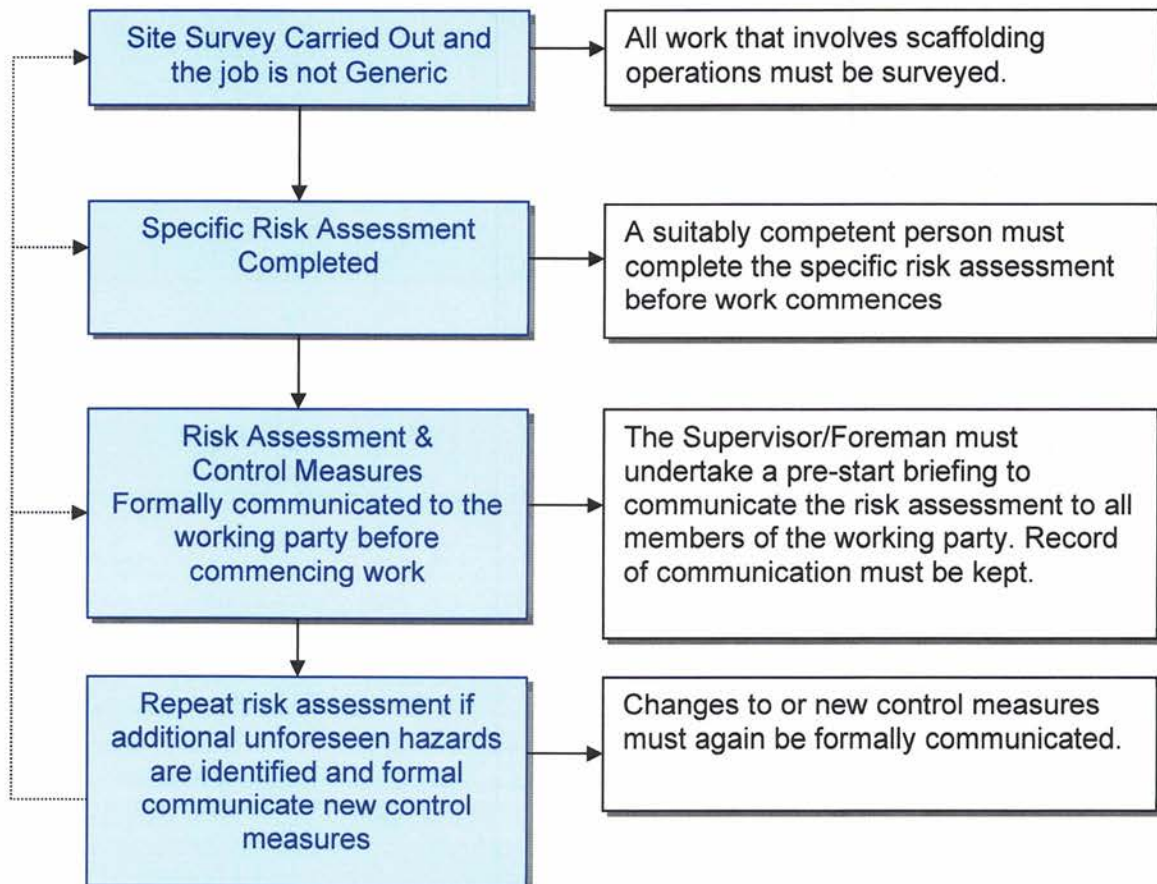 Site Survey Carried Out and
the job is not Generic
All work that involves scaffolding
operations must be surveyed.
Specific Risk Assessment
Completed
A suitably competent person must
complete the specific risk assessment
before work commences
Risk Assessment &
Control Measures
Formally communicated to the
working party before
commencing work
The Supervisor/Foreman must
undertake a pre-start briefing to
communicate the risk assessment to all
members of the working party. Record
of communication must be kept.
Repeat risk assessment if
additional unforeseen hazards
are identified and formal
communicate new control
measures
Changes to or new control measures
must again be formally communicated.